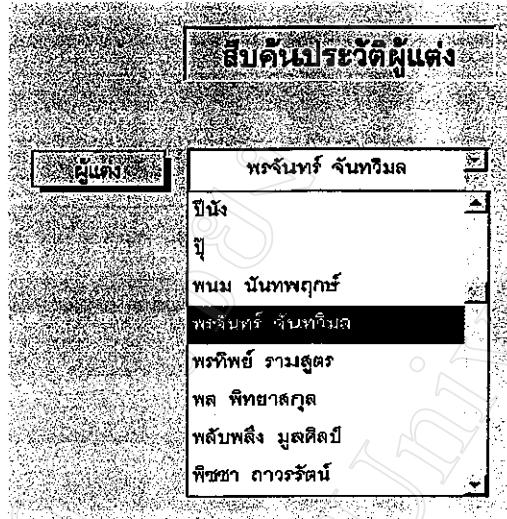 สืบค้นประวัติผู้แต่ง
ผู้แต่ง
พรจันทร์ จันทวิมล
ปีนัง
ปุ๊
พนม นันทพฤกษ์
พรจันทร์ จันทวิมล
พรทิพย์ รามสูตร
พล พิทยาสกุล
พลับพลึง มูลศิลป์
พิชชา ถาวรรัตน์